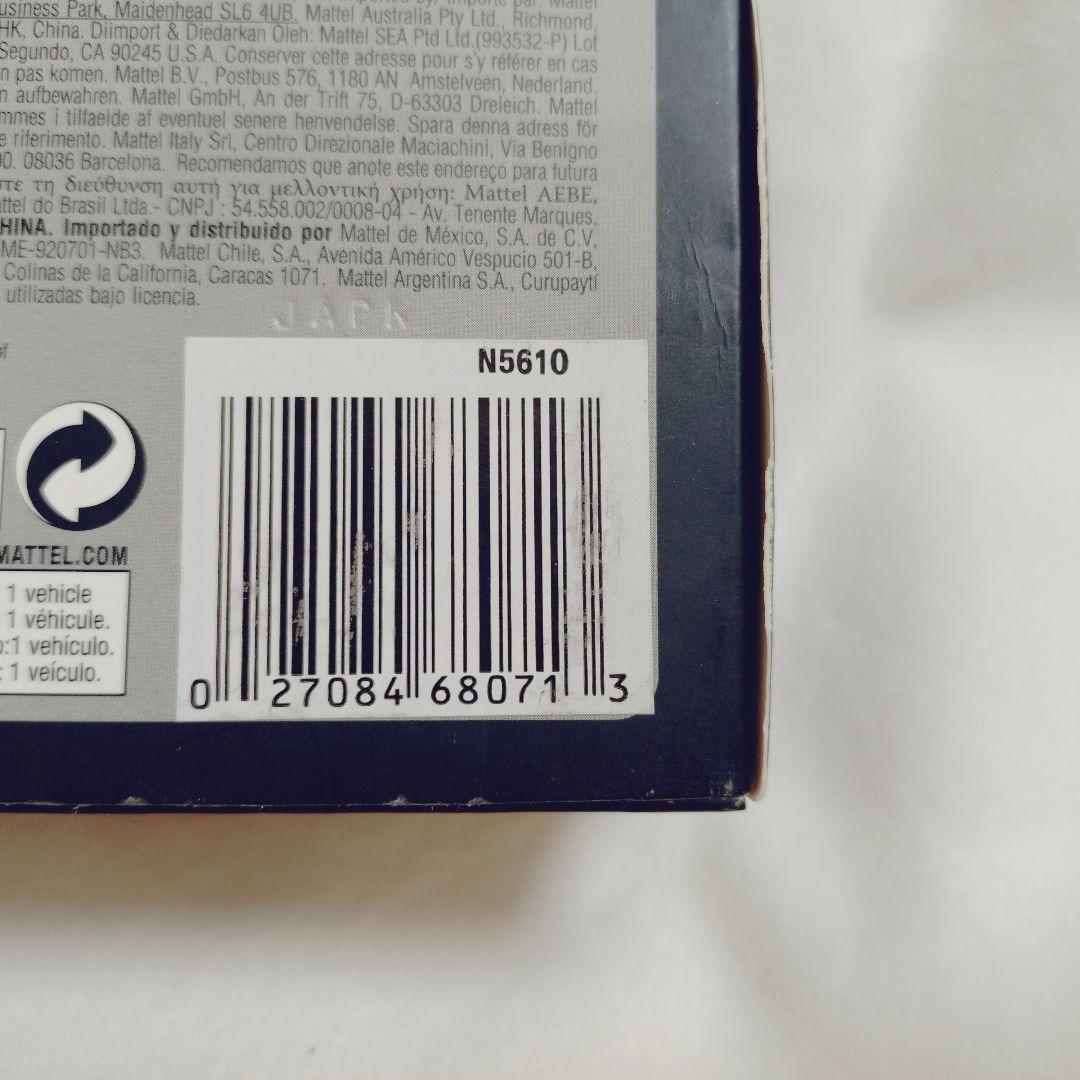 usiness Park, Maidenhead SL6 4UB. Mattel Australia Pty Ltd., Richmond,
HK, China. Diimport & Diedarkan Oleh: Mattel SEA Ptd Ltd.(993532-P) Lot
Segundo, CA 90245 U.S.A. Conserver cette adresse pour s'y référer en cas
n pas komen. Mattel B.V., Postbus 576, 1180 AN Amstelveen, Nederland.
n aufbewahren. Mattel GmbH, An der Trift 75, D-63303 Dreieich. Mattel
mmes i tilfaelde af eventuel senere henvendelse. Spara denna adress för
e riferimento. Mattel Italy Srl, Centro Direzionale Maciachini, Via Benigno
00. 08036 Barcelona. Recomendamos que anote este endereço para futura
στε τη διεύθυνση αυτή για μελλοντική χρήση: Mattel AEBE,
ttel do Brasil Ltda.- CNPJ : 54.558.002/0008-04 - Av. Tenente Marques,
HINA. Importado y distribuido por Mattel de México, S.A. de C.V,
ME-920701-NB3. Mattel Chile, S.A., Avenida Américo Vespucio 501-B,
Colinas de la California, Caracas 1071. Mattel Argentina S.A., Curupaytí
utilizadas bajo licencia.
of
N5610
MATTEL.COM
1 vehicle
1 véhicule.
o:1 vehículo.
: 1 veículo.
0 27084 68071 3